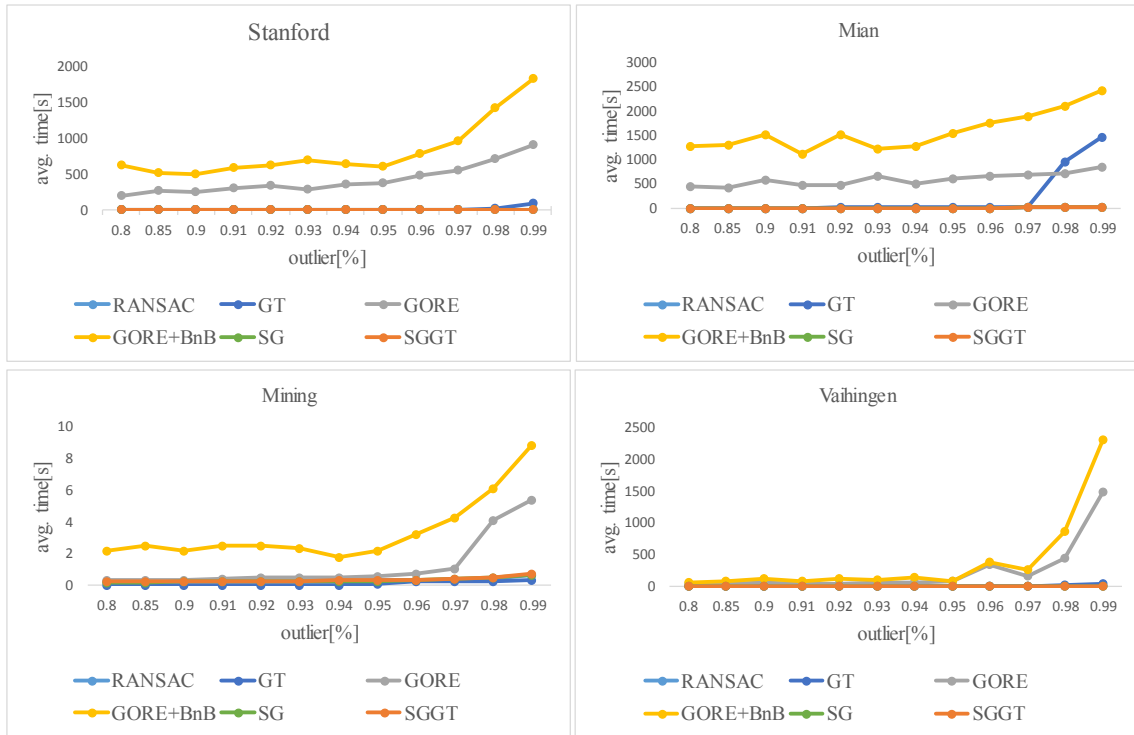 Stanford
avg. time[s]
2000
1500
1000
500
0
0.8 0.85 0.9 0.91 0.92 0.93 0.94 0.95 0.96 0.97 0.98 0.99
outlier[%]
RANSAC GT GORE
GORE+BnB SG SGGT
Mian
avg. time[s]
3000
2500
2000
1500
1000
500
0
0.8 0.85 0.9 0.91 0.92 0.93 0.94 0.95 0.96 0.97 0.98 0.99
outlier[%]
RANSAC GT GORE
GORE+BnB SG SGGT
Mining
avg. time[s]
10
8
6
4
2
0
0.8 0.85 0.9 0.91 0.92 0.93 0.94 0.95 0.96 0.97 0.98 0.99
outlier[%]
RANSAC GT GORE
GORE+BnB SG SGGT
Vaihingen
avg. time[s]
2500
2000
1500
1000
500
0
0.8 0.85 0.9 0.91 0.92 0.93 0.94 0.95 0.96 0.97 0.98 0.99
outlier[%]
RANSAC GT GORE
GORE+BnB SG SGGT